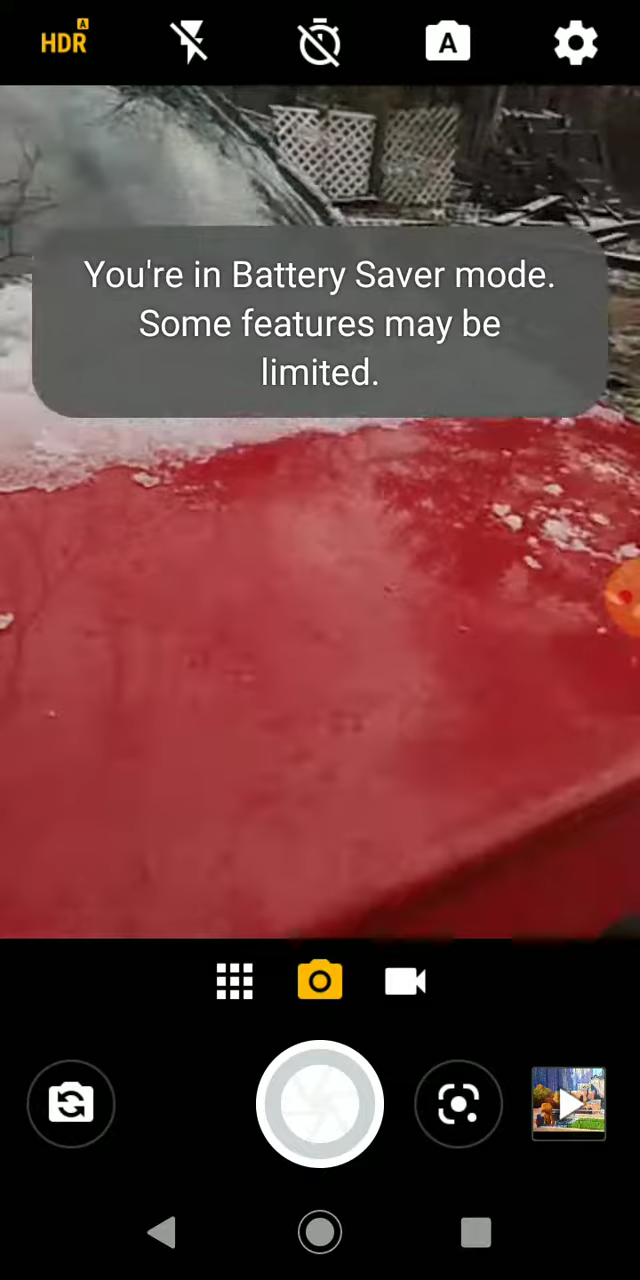 HDR A
A
You're in Battery Saver mode.
Some features may be
limited.